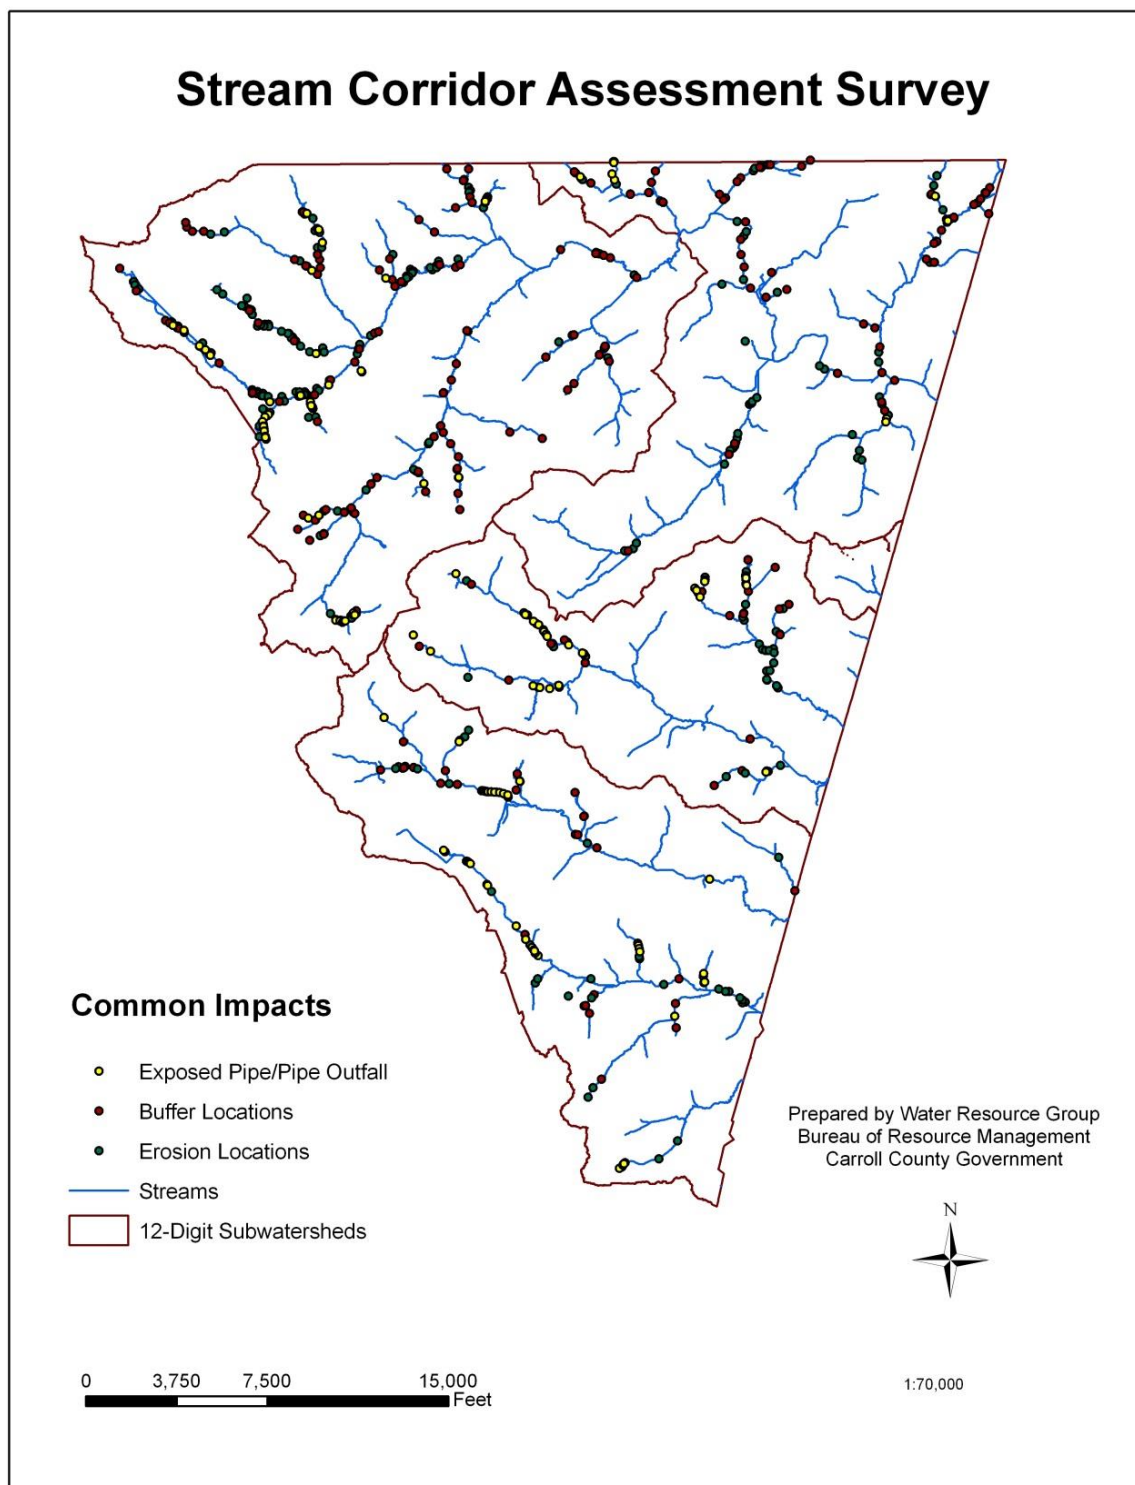 Stream Corridor Assessment Survey
Common Impacts
Exposed Pipe/Pipe Outfall
Buffer Locations
Erosion Locations
Streams
12-Digit Subwatersheds
Prepared by Water Resource Group
Bureau of Resource Management
Carroll County Government
N
0 3,750 7,500 15,000
Feet
1:70,000